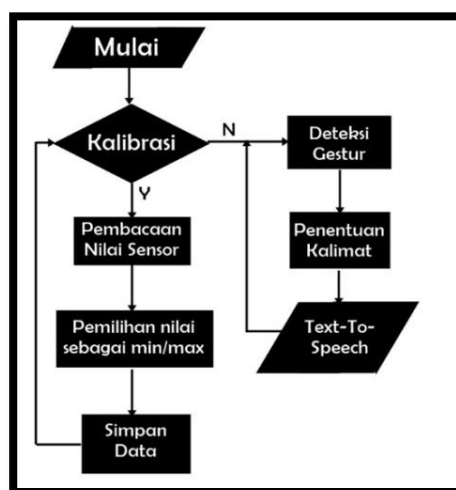 Mulai
Kalibrasi
N
Y
Pembacaan
Nilai Sensor
Pemilihan nilai
sebagai min/max
Simpan
Data
Deteksi
Gestur
Penentuan
Kalimat
Text-To-
Speech